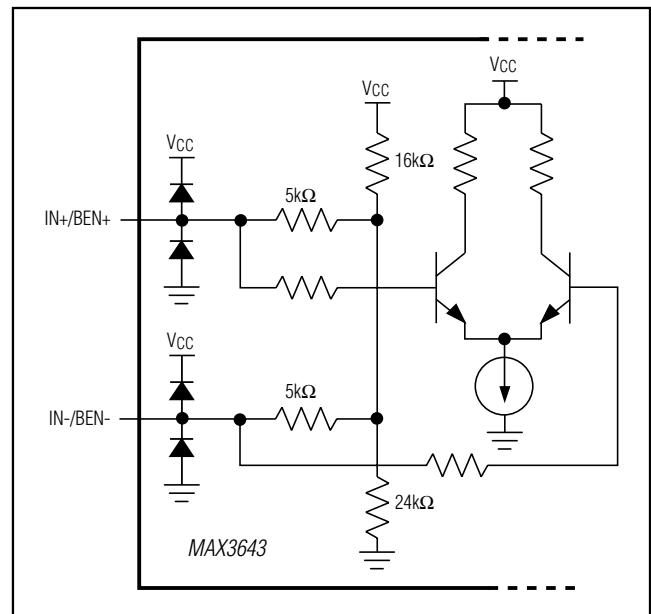 VCC
VCC
16kΩ
VCC
5kΩ
IN+/BEN+
VCC
5kΩ
IN-/BEN-
24kΩ
MAX3643